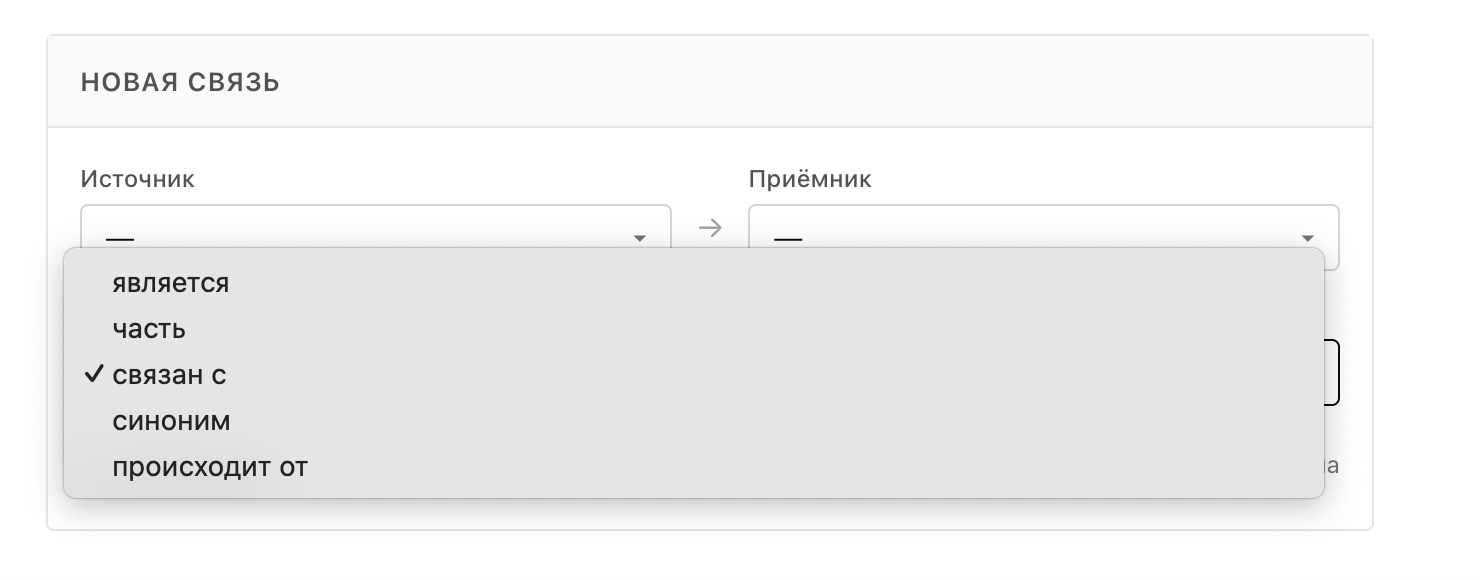 НОВАЯ СВЯЗЬ
Источник
Приёмник
—
→
—
является
часть
✓ связан с
синоним
происходит от